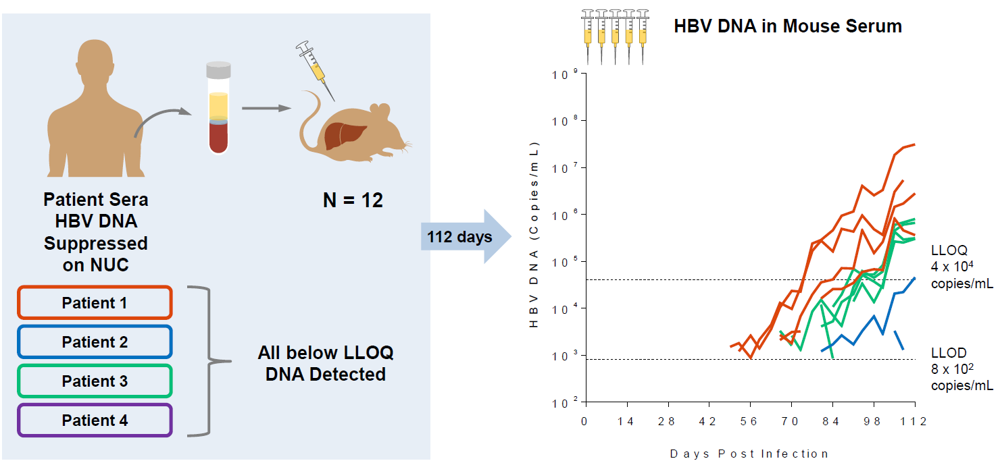 Patient Sera
HBV DNA
Suppressed
on NUC
N = 12
Patient 1
Patient 2
Patient 3
Patient 4
All below LLOQ
DNA Detected
112 days
HBV DNA in Mouse Serum
HBV DNA (Copies/mL)
10⁹
10⁸
10⁷
10⁶
10⁵
10⁴
10³
10²
LLOQ
4 x 10⁴
copies/mL
LLOD
8 x 10²
copies/mL
0 14 28 42 56 70 84 98 112
Days Post Infection